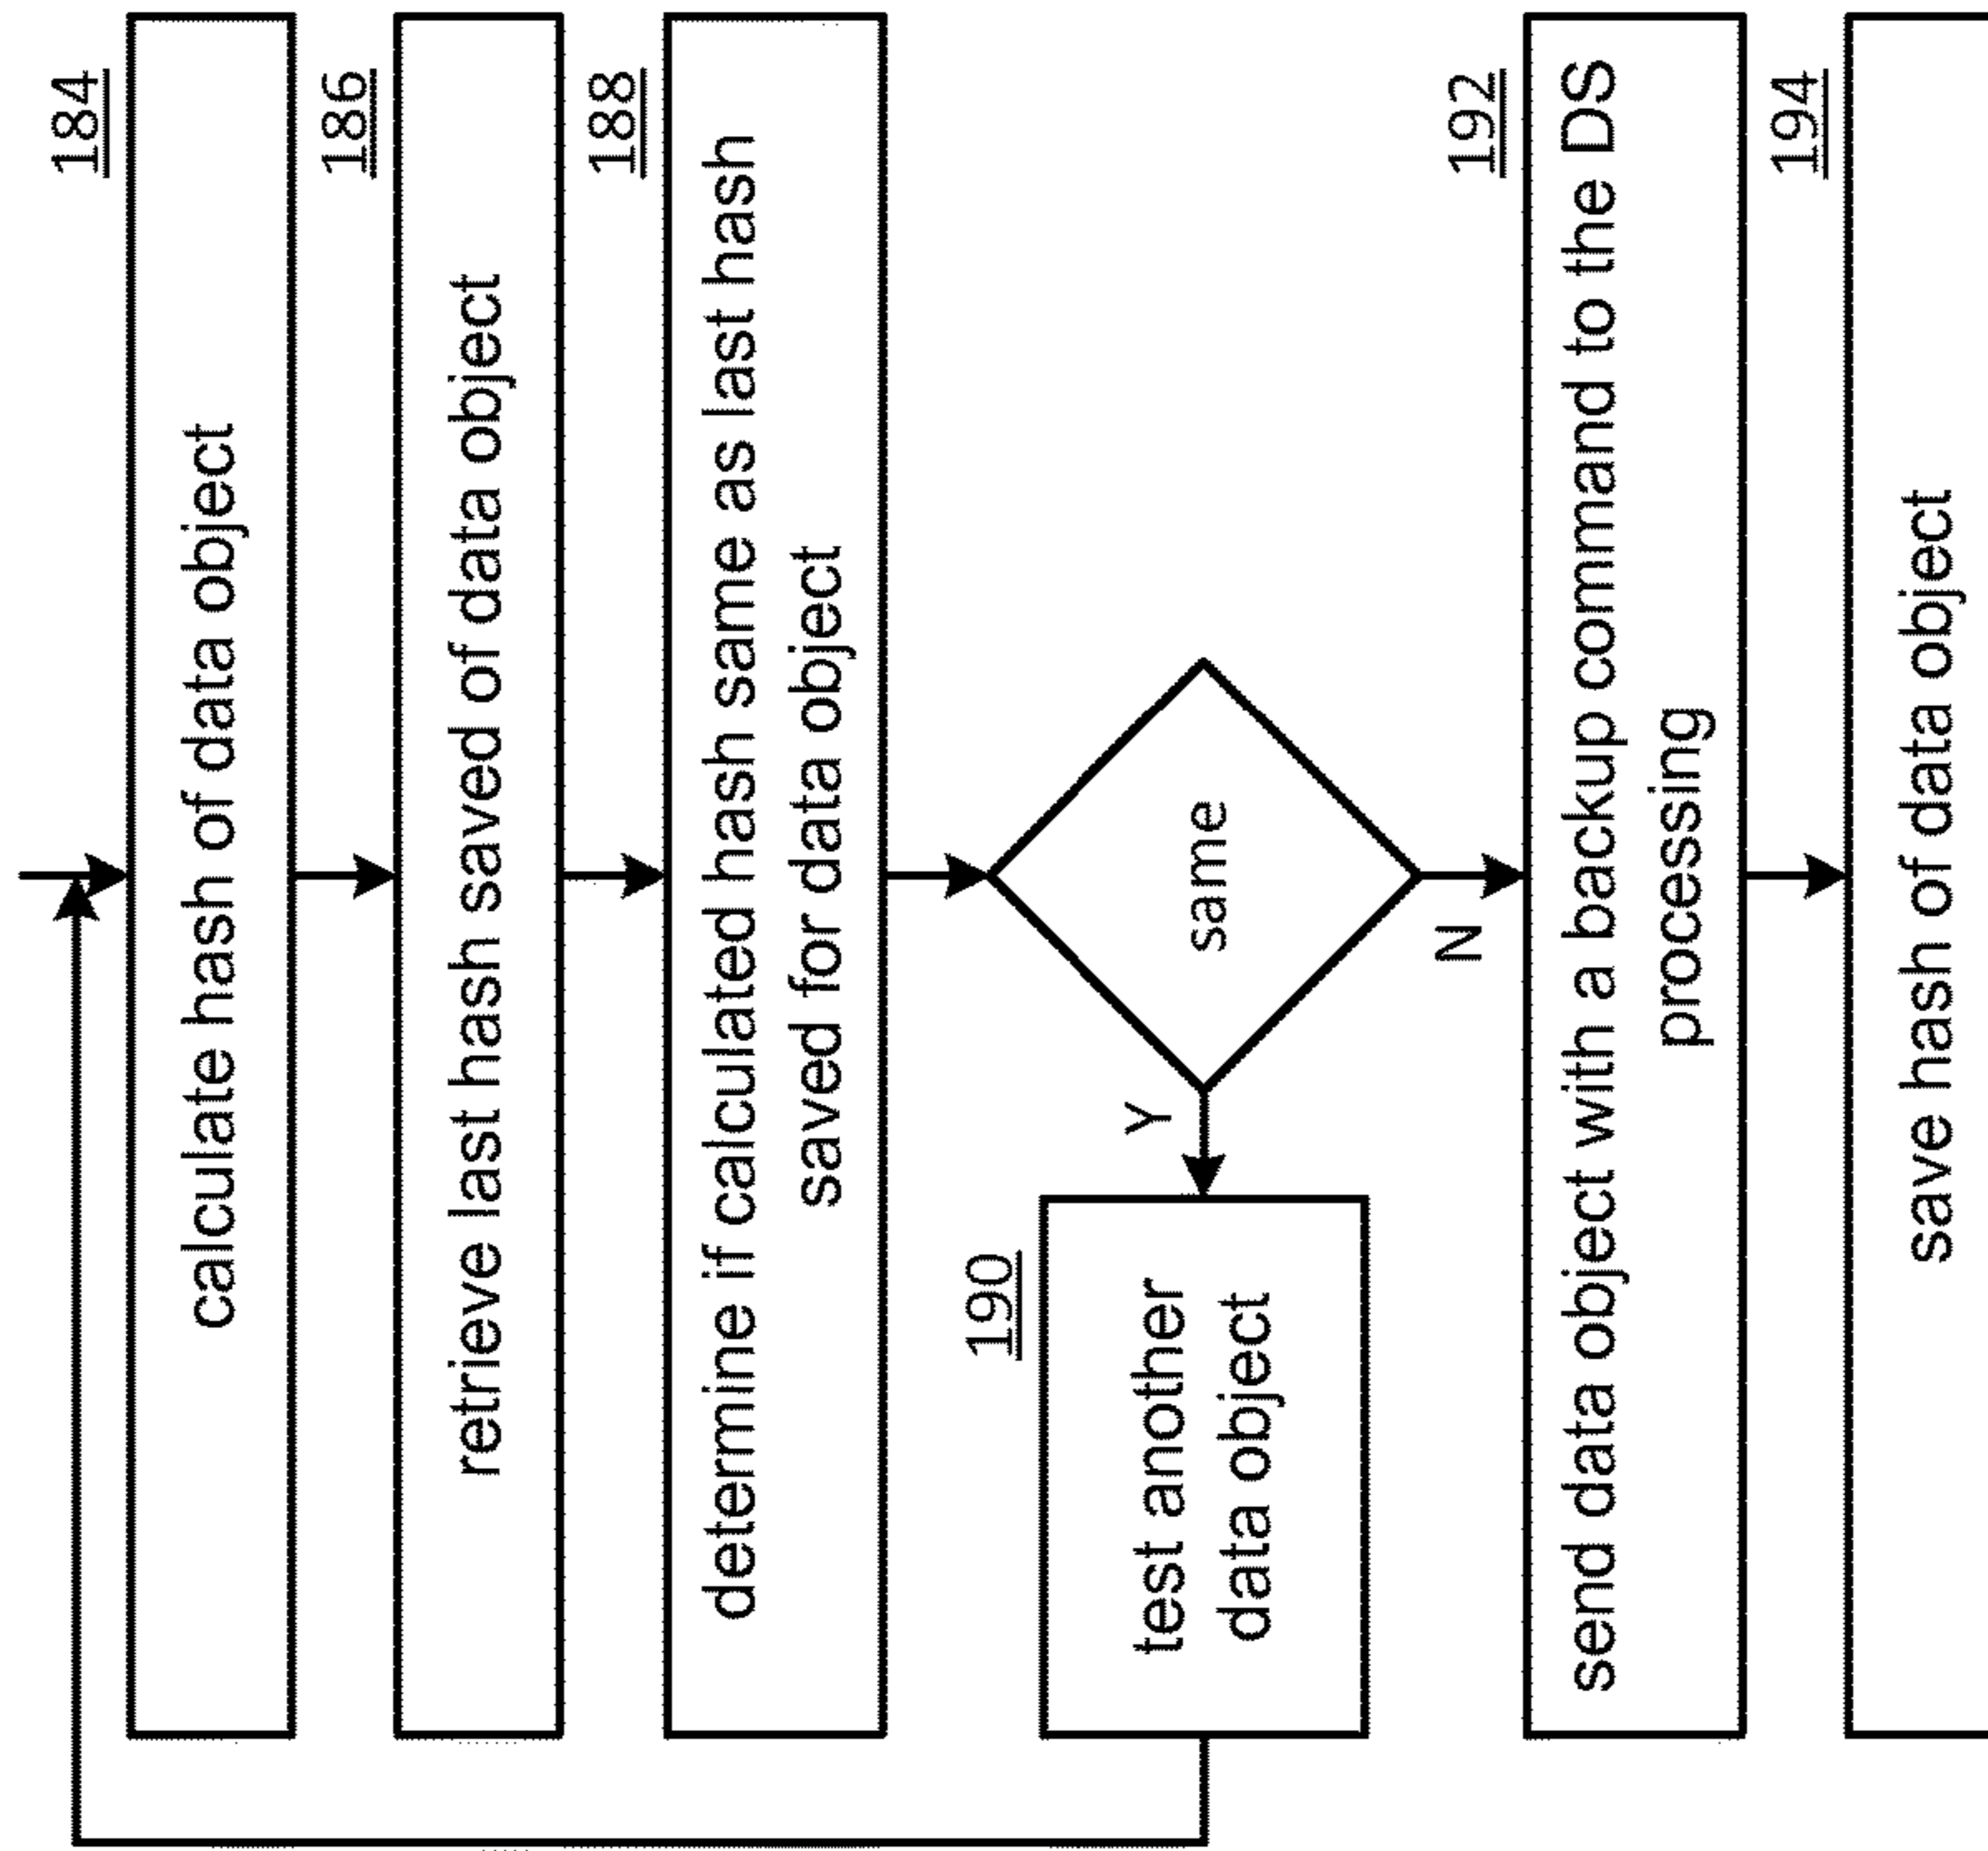 184
calculate hash of data object
186
retrieve last hash saved of data object
188
determine if calculated hash same as last hash
saved for data object
same
Y
N
190
test another
data object
192
send data object with a backup command to the DS
processing
194
save hash of data object